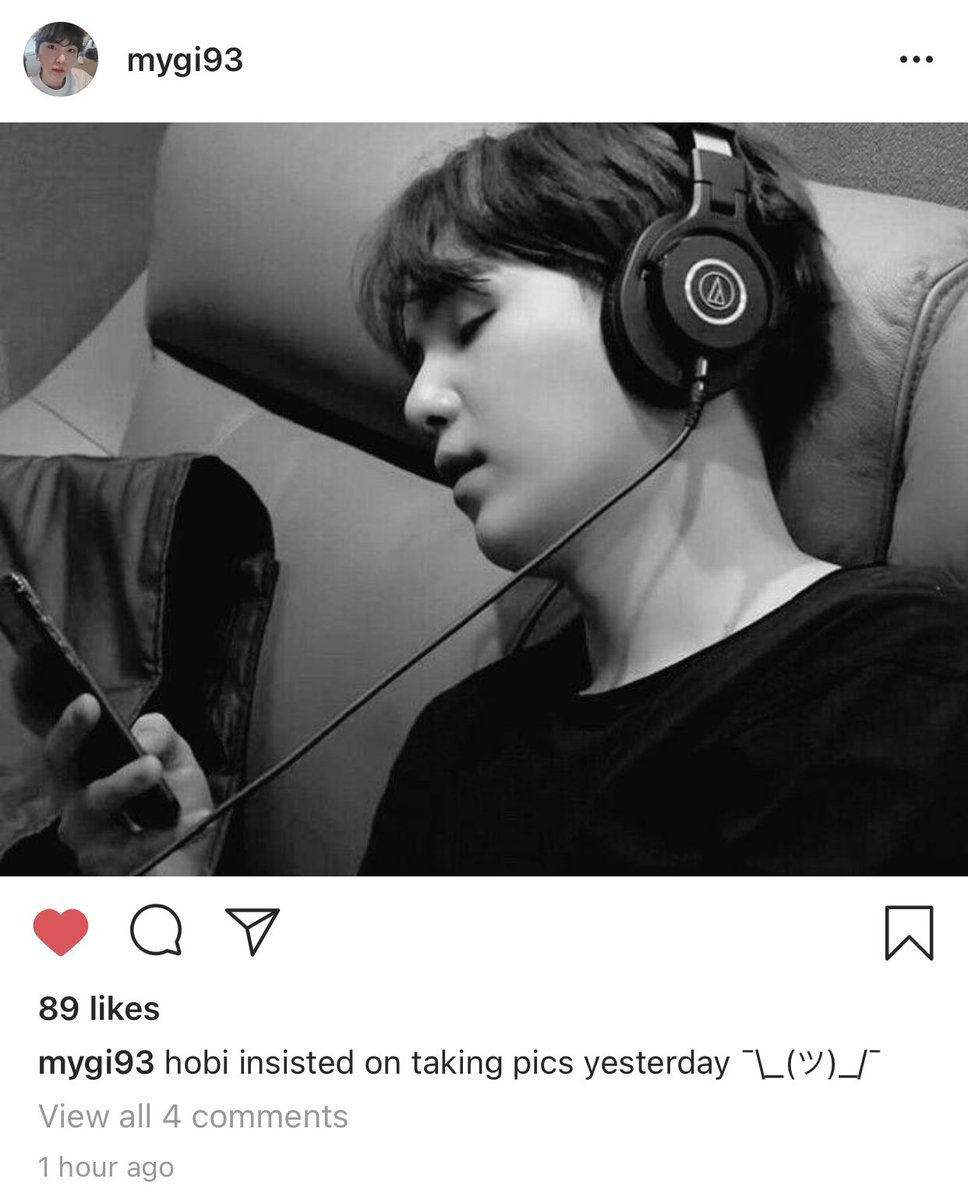 mygi93
89 likes
mygi93 hobi insisted on taking pics yesterday ¯\_(ツ)_/¯
View all 4 comments
1 hour ago